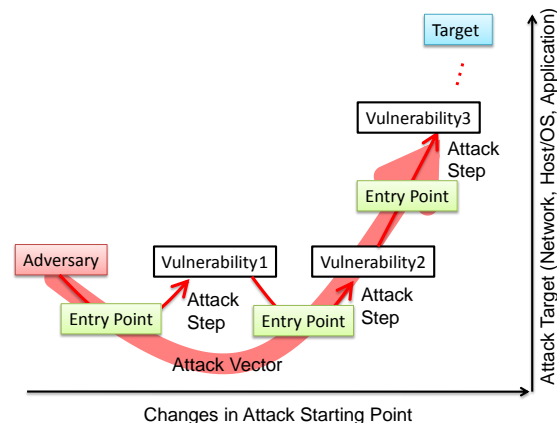 Target
Vulnerability3
Attack
Step
Entry Point
Adversary
Vulnerability1
Vulnerability2
Attack
Step
Attack
Step
Entry Point
Entry Point
Attack Vector
Changes in Attack Starting Point
Attack Target (Network, Host/OS, Application)